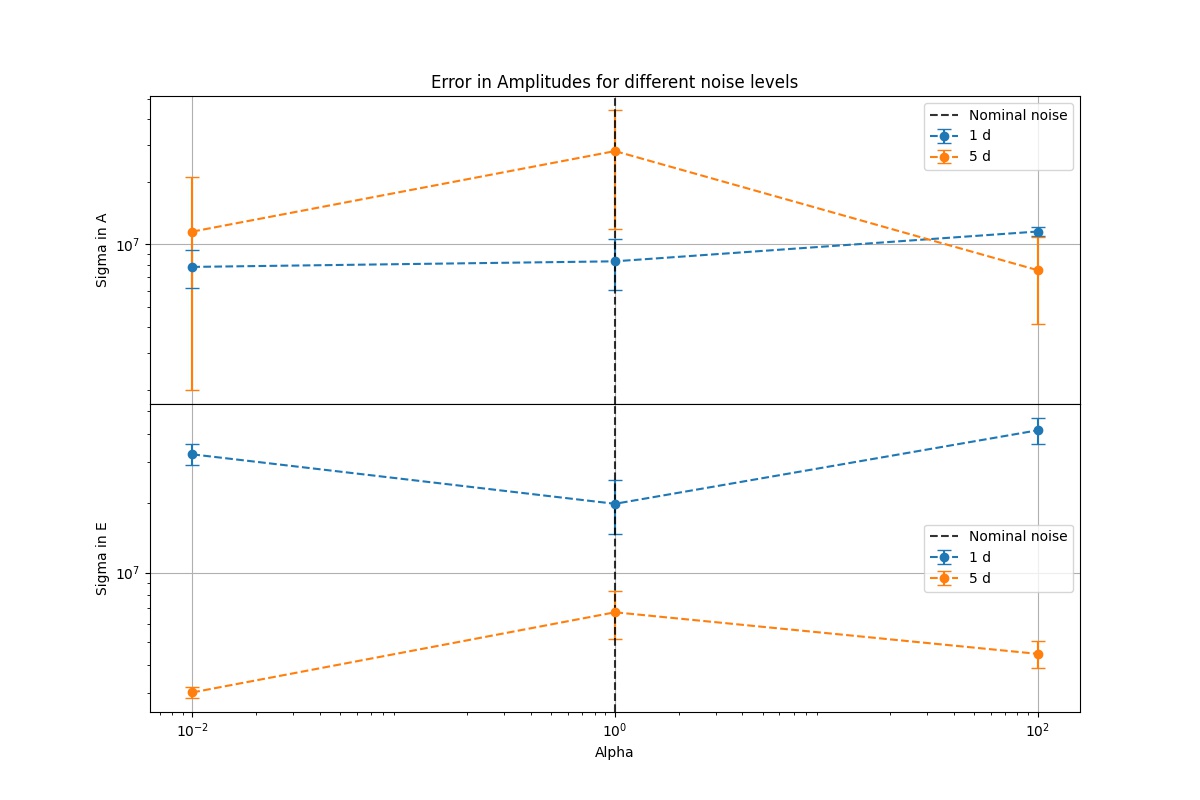 Error in Amplitudes for different noise levels
Sigma in A
10⁷
Nominal noise
1 d
5 d
Sigma in E
10⁷
Nominal noise
1 d
5 d
10⁻²
10⁰
10²
Alpha